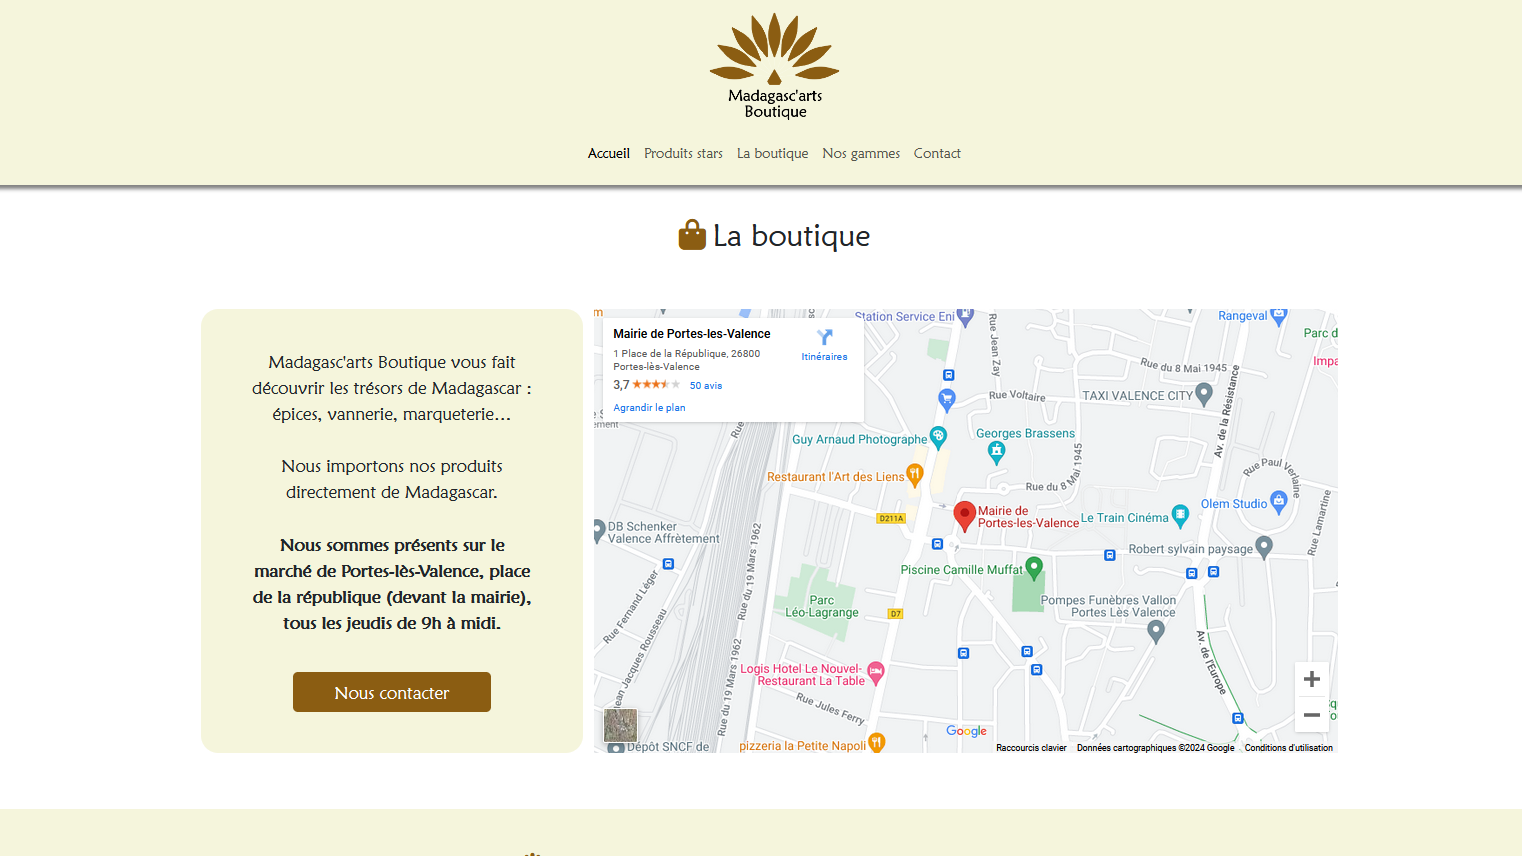 Madagasc'arts
Boutique
Accueil Produits stars La boutique Nos gammes Contact
La boutique
Madagasc'arts Boutique vous fait
découvrir les trésors de Madagascar :
épices, vannerie, marqueterie...
Nous importons nos produits
directement de Madagascar.
Nous sommes présents sur le
marché de Portes-lès-Valence, place
de la république (devant la mairie),
tous les jeudis de 9h à midi.
Nous contacter
Mairie de Portes-les-Valence
1 Place de la République, 26800
Portes-lès-Valence
3,7
50 avis
Agrandir le plan
Itinéraires
Station Service Eni
Rue Jean Zay
Rangeval
Parc d
Impa
Rue du 8 Mai 1945
Rue Voltaire
TAXI VALENCE CITY
Av. de la Résistance
Guy Arnaud Photographe
Georges Brassens
Restaurant l'Art des Liens
Rue du 8 Mai 1945
Rue Paul Verlaine
Olem Studio
D211A
Mairie de
Portes-les-Valence
Le Train Cinéma
Rue Lamartine
DB Schenker
Valence Affrètement
Robert sylvain paysage
Rue du 19 Mars 1962
Piscine Camille Muffat
Rue Fernand Léger
Parc
Léo-Lagrange
D7
Pompes Funèbres Vallon
Portes Lès Valence
Jean Jacques Rousseau
Rue du 19 Mars 1962
Av. de l'Europe
Logis Hotel Le Nouvel-
Restaurant La Table
Rue Jules Ferry
Dépôt SNCF de
pizzeria la Petite Napoli
Google
Raccourcis clavier Données cartographiques ©2024 Google Conditions d'utilisation